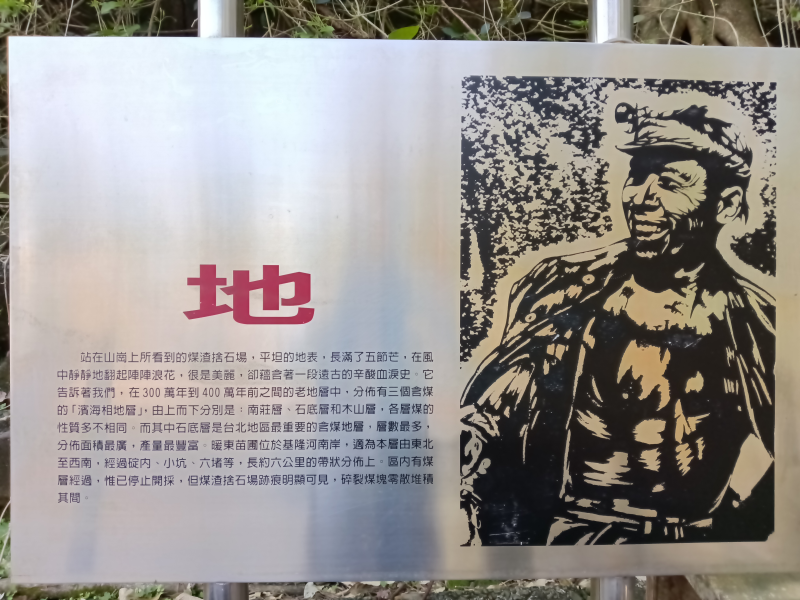 地
站在山崗上所看到的煤渣捨石場，平坦的地表，長滿了五節芒，在風
中靜靜地翻起陣陣浪花，很是美麗，卻蘊含著一段遠古的辛酸血淚史。它
告訴著我們，在300萬年到400萬年前之間的老地層中、分佈有三個含煤
的「濱海相地層」，由上而下分別是：南莊層、石底層和木山層，各層煤的
性質多不相同。而其中石底層是台北地區最重要的含煤地層，層數最多，
分佈面積最廣，產量最豐富。暖東苗圃位於基隆河南岸，適為本層由東北
至西南，經過碇內、小坑、六堵等，長約六公里的帶狀分佈上。區內有煤
層經過，惟已停止開採，但煤渣捨石場跡痕明顯可見，碎裂煤塊零散堆積
其間。